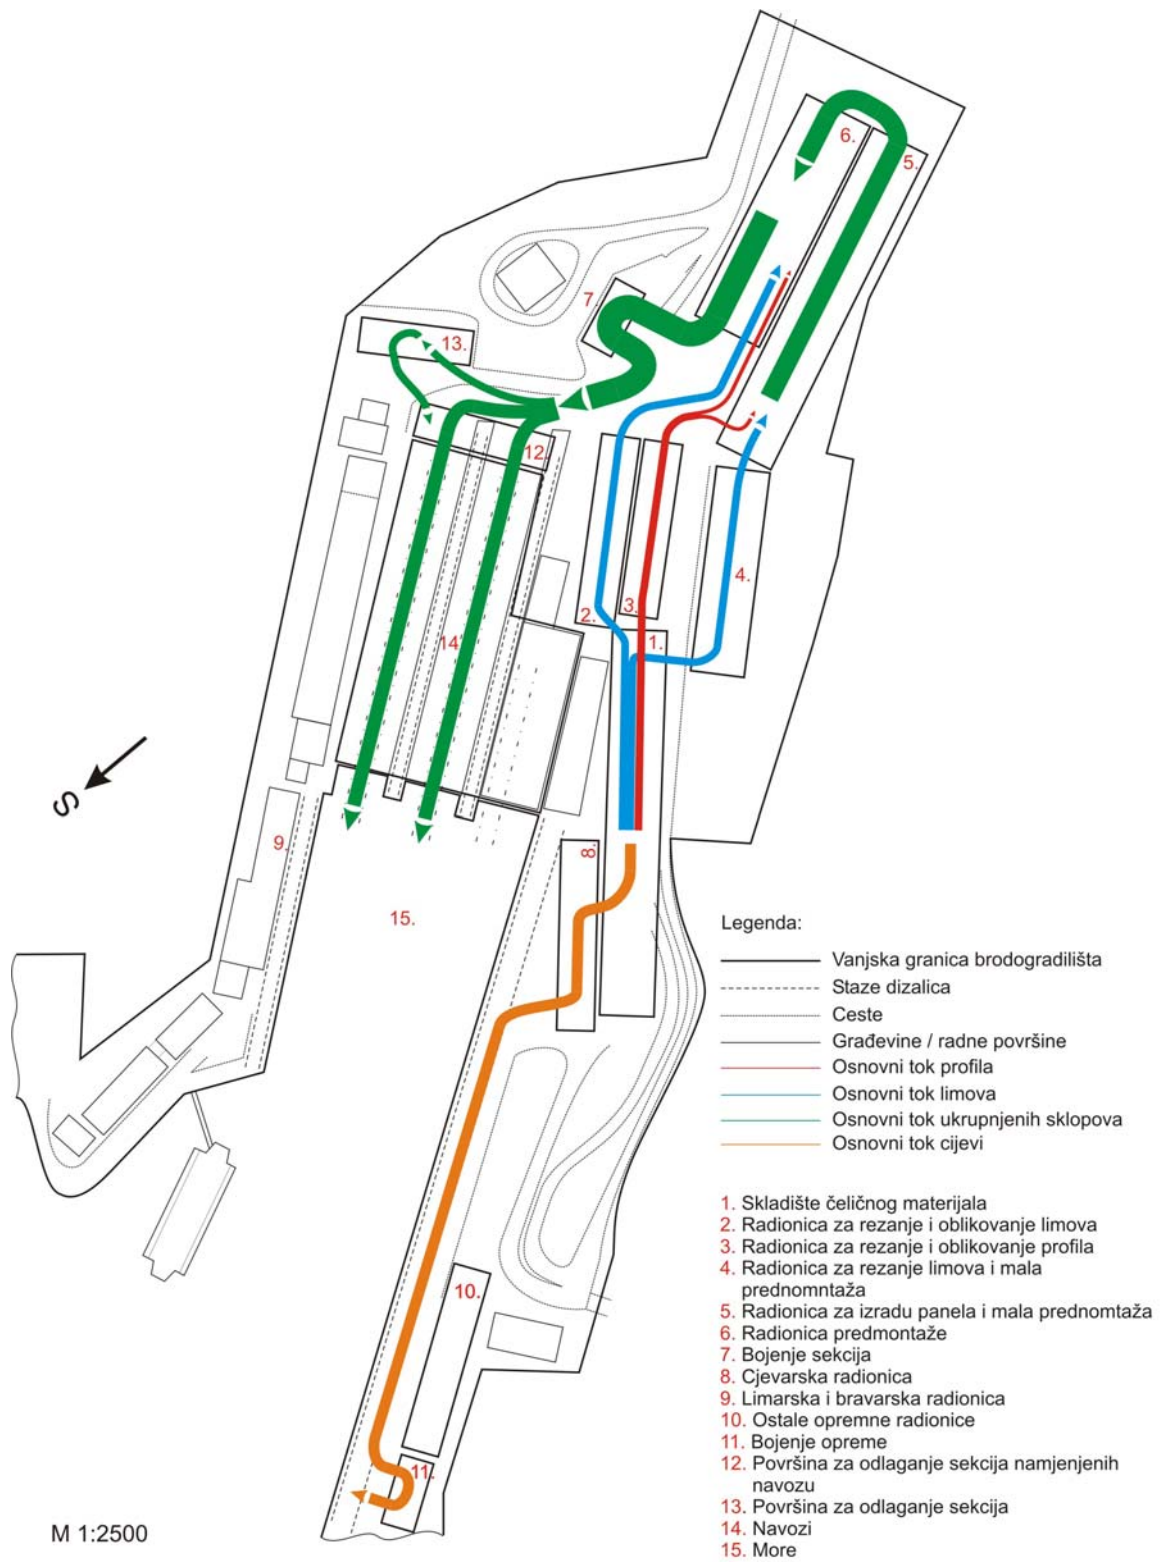 6.
5.
7.
13.
12.
4.
3.
2.
1.
14.
S
9.
8.
15.
10.
11.
M 1:2500
Legenda:
Vanjska granica brodogradilišta
Staze dizalica
Ceste
Građevine / radne površine
Osnovni tok profila
Osnovni tok limova
Osnovni tok ukrupnjenih sklopova
Osnovni tok cijevi
1. Skladište čeličnog materijala
2. Radionica za rezanje i oblikovanje limova
3. Radionica za rezanje i oblikovanje profila
4. Radionica za rezanje limova i mala
prednomntaža
5. Radionica za izradu panela i mala prednomtaža
6. Radionica predmontaže
7. Bojenje sekcija
8. Cjevarska radionica
9. Limarska i bravarska radionica
10. Ostale opremne radionice
11. Bojenje opreme
12. Površina za odlaganje sekcija namjenjenih
navozu
13. Površina za odlaganje sekcija
14. Navozi
15. More